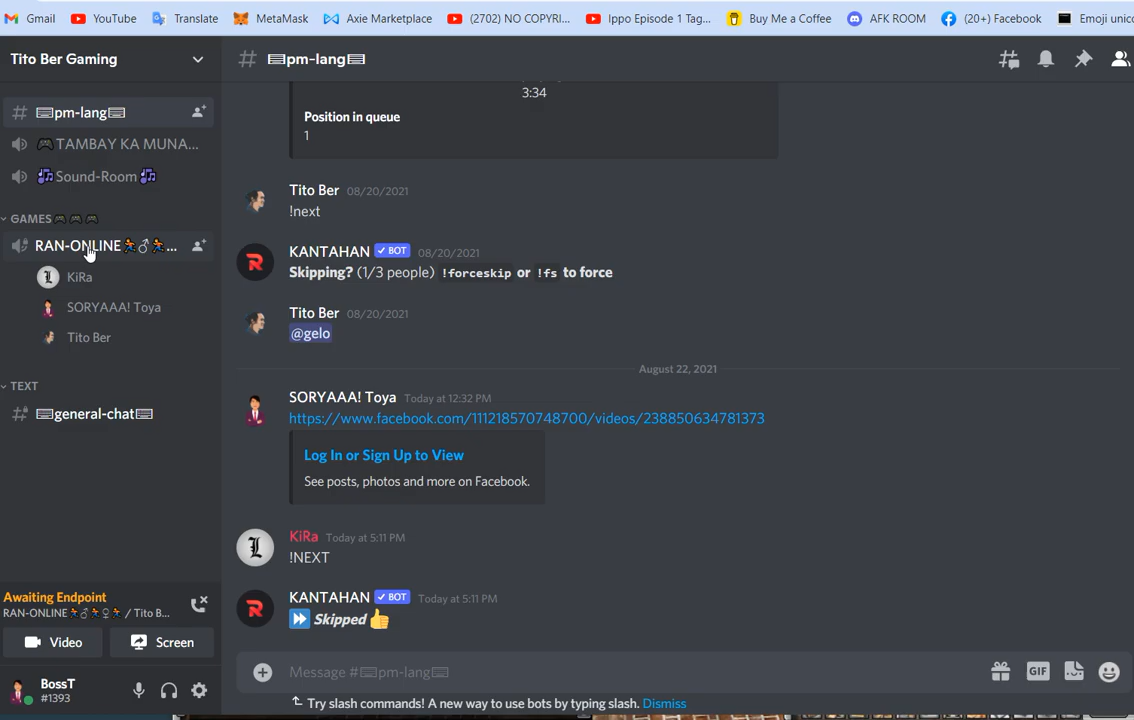 Gmail YouTube Translate MetaMask Axie Marketplace (2702) NO COPYRI... Ippo Episode 1 Tag... Buy Me a Coffee AFK ROOM (20+) Facebook Emoji unic
Tito Ber Gaming
# ⌨pm-lang⌨
🎮TAMBAY KA MUNA...
🎶Sound-Room🎶
GAMES🎮🎮🎮
RAN-ONLINE🏃♂🏃...
KiRa
SORYAAA! Toya
Tito Ber
TEXT
# ⌨general-chat⌨
Awaiting Endpoint
RAN-ONLINE🏃♂🏃♀🏃 / Tito B...
Video Screen
BossT
#1393
# ⌨pm-lang⌨
3:34
Position in queue
1
Tito Ber 08/20/2021
!next
KANTAHAN ✓ BOT 08/20/2021
Skipping? (1/3 people) !forceskip or !fs to force
Tito Ber 08/20/2021
@gelo
August 22, 2021
SORYAAA! Toya Today at 12:32 PM
https://www.facebook.com/111218570748700/videos/238850634781373
Log In or Sign Up to View
See posts, photos and more on Facebook.
KiRa Today at 5:11 PM
!NEXT
KANTAHAN ✓ BOT Today at 5:11 PM
⏩ Skipped 👍
Message #⌨pm-lang⌨
GIF
Try slash commands! A new way to use bots by typing slash. Dismiss